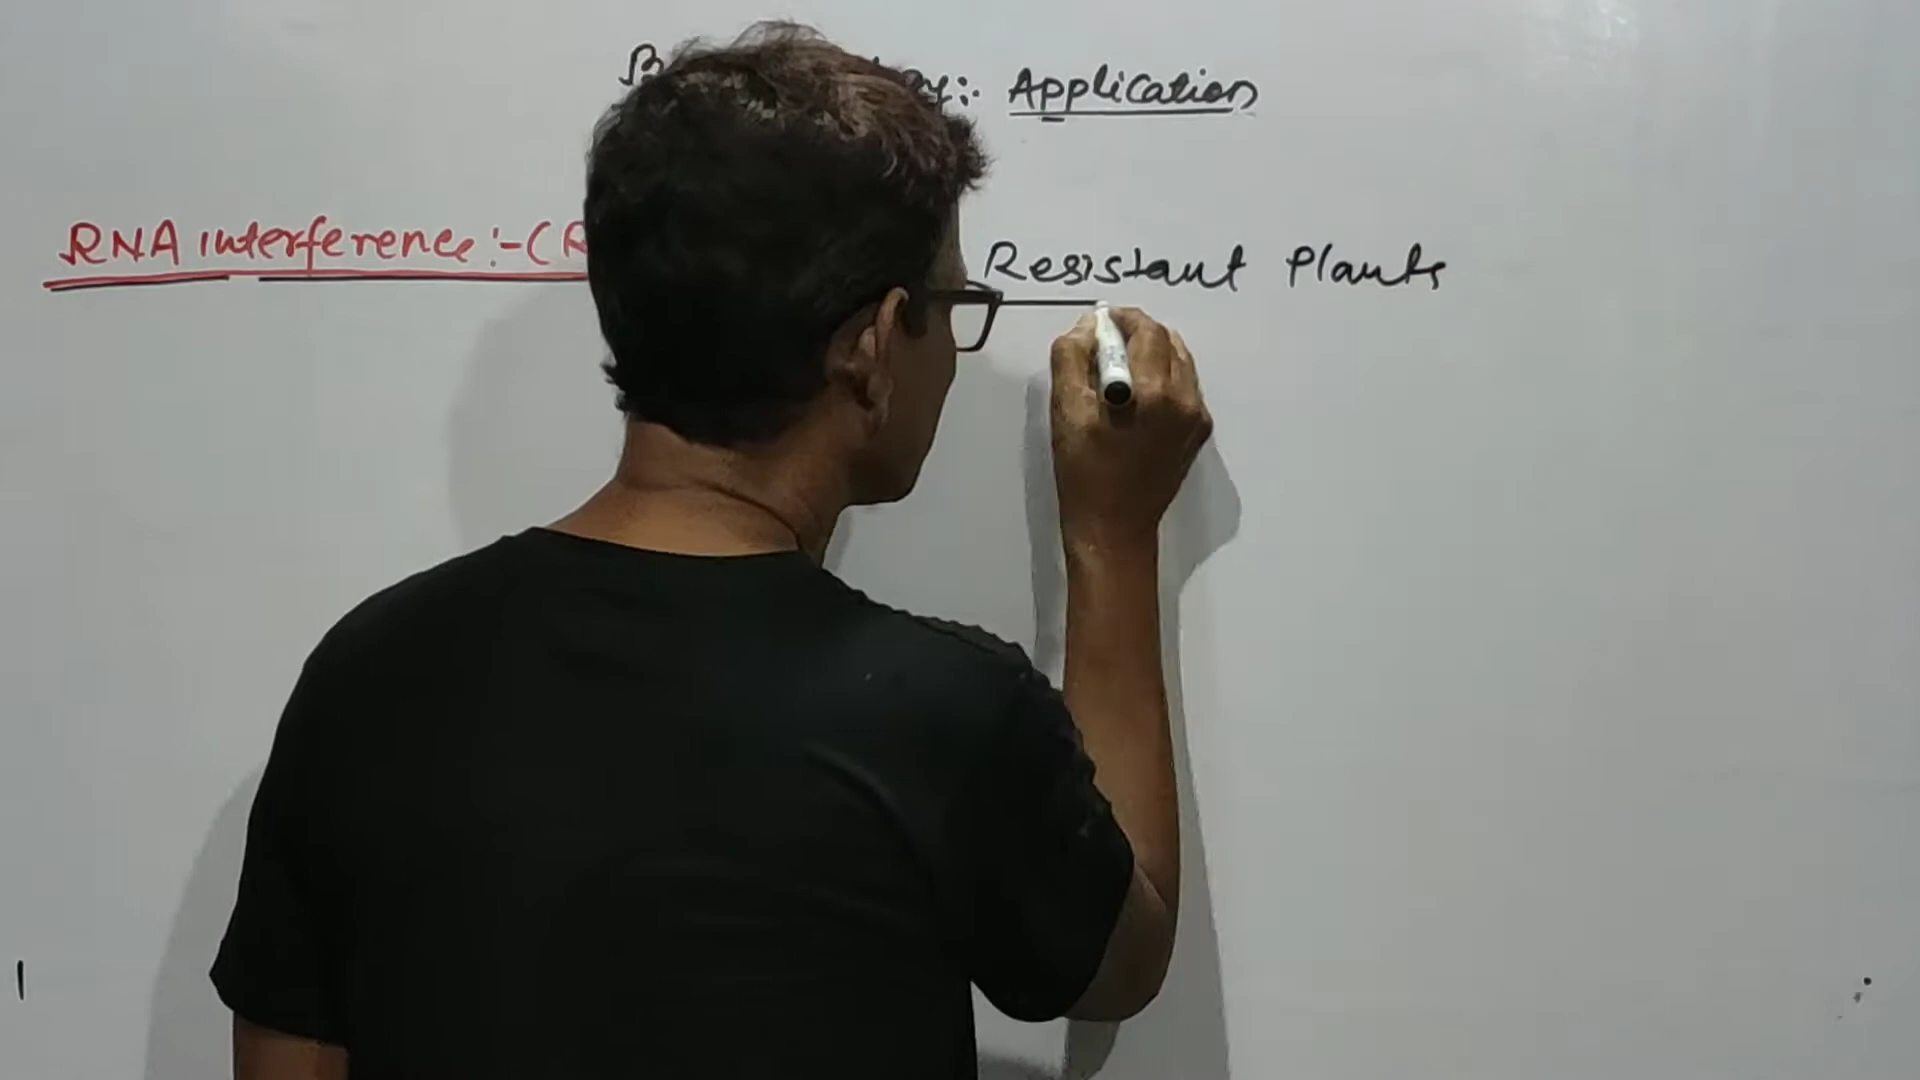 Application
RNA interference:-(R
Resistant Plants